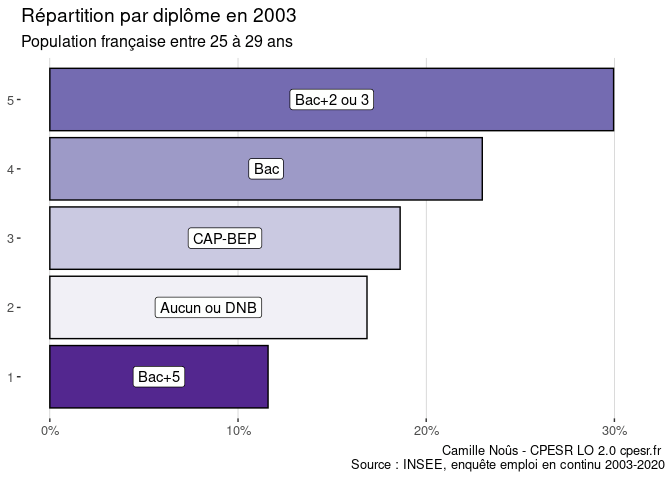 Répartition par diplôme en 2003
Population française entre 25 à 29 ans
5
Bac+2 ou 3
4
Bac
3
CAP-BEP
2
Aucun ou DNB
1
Bac+5
0% 10% 20% 30%
Camille Noûs - CPESR LO 2.0 cpesr.fr
Source : INSEE, enquête emploi en continu 2003-2020